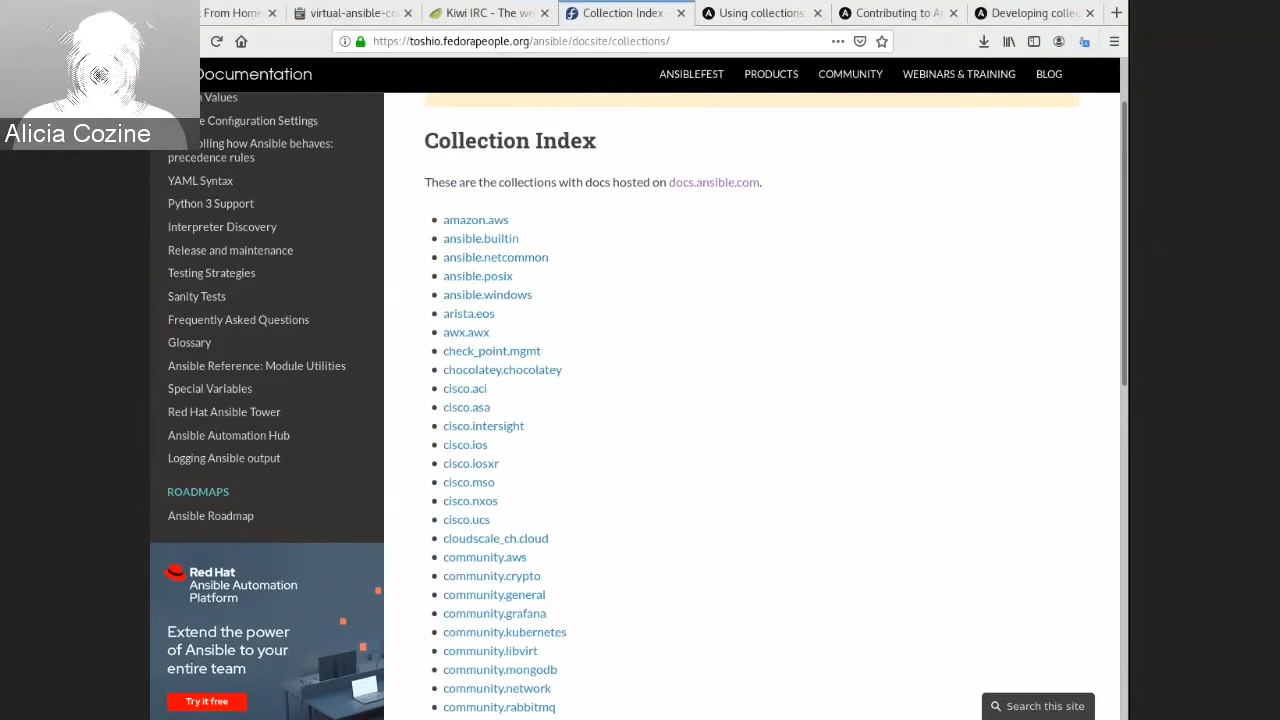 From Home
virtual-ansible-co
Kiwi IRC - The we
Collection Index -
Using collections
Contributing to A
Developing collec
https://toshio.fedorapeople.org/ansible/docsite/collections/
Documentation
ANSIBLEFEST
PRODUCTS
COMMUNITY
WEBINARS & TRAINING
BLOG
Alicia Cozine
Values
Configuration Settings
olling how Ansible behaves:
precedence rules
YAML Syntax
Python 3 Support
Interpreter Discovery
Release and maintenance
Testing Strategies
Sanity Tests
Frequently Asked Questions
Glossary
Ansible Reference: Module Utilities
Special Variables
Red Hat Ansible Tower
Ansible Automation Hub
Logging Ansible output
ROADMAPS
Ansible Roadmap
Red Hat
Ansible Automation
Platform
Extend the power
of Ansible to your
entire team
Try it free
Collection Index
These are the collections with docs hosted on docs.ansible.com.
amazon.aws
ansible.builtin
ansible.netcommon
ansible.posix
ansible.windows
arista.eos
awx.awx
check_point.mgmt
chocolatey.chocolatey
cisco.aci
cisco.asa
cisco.intersight
cisco.ios
cisco.iosxr
cisco.mso
cisco.nxos
cisco.ucs
cloudscale_ch.cloud
community.aws
community.crypto
community.general
community.grafana
community.kubernetes
community.libvirt
community.mongodb
community.network
community.rabbitmq
Search this site